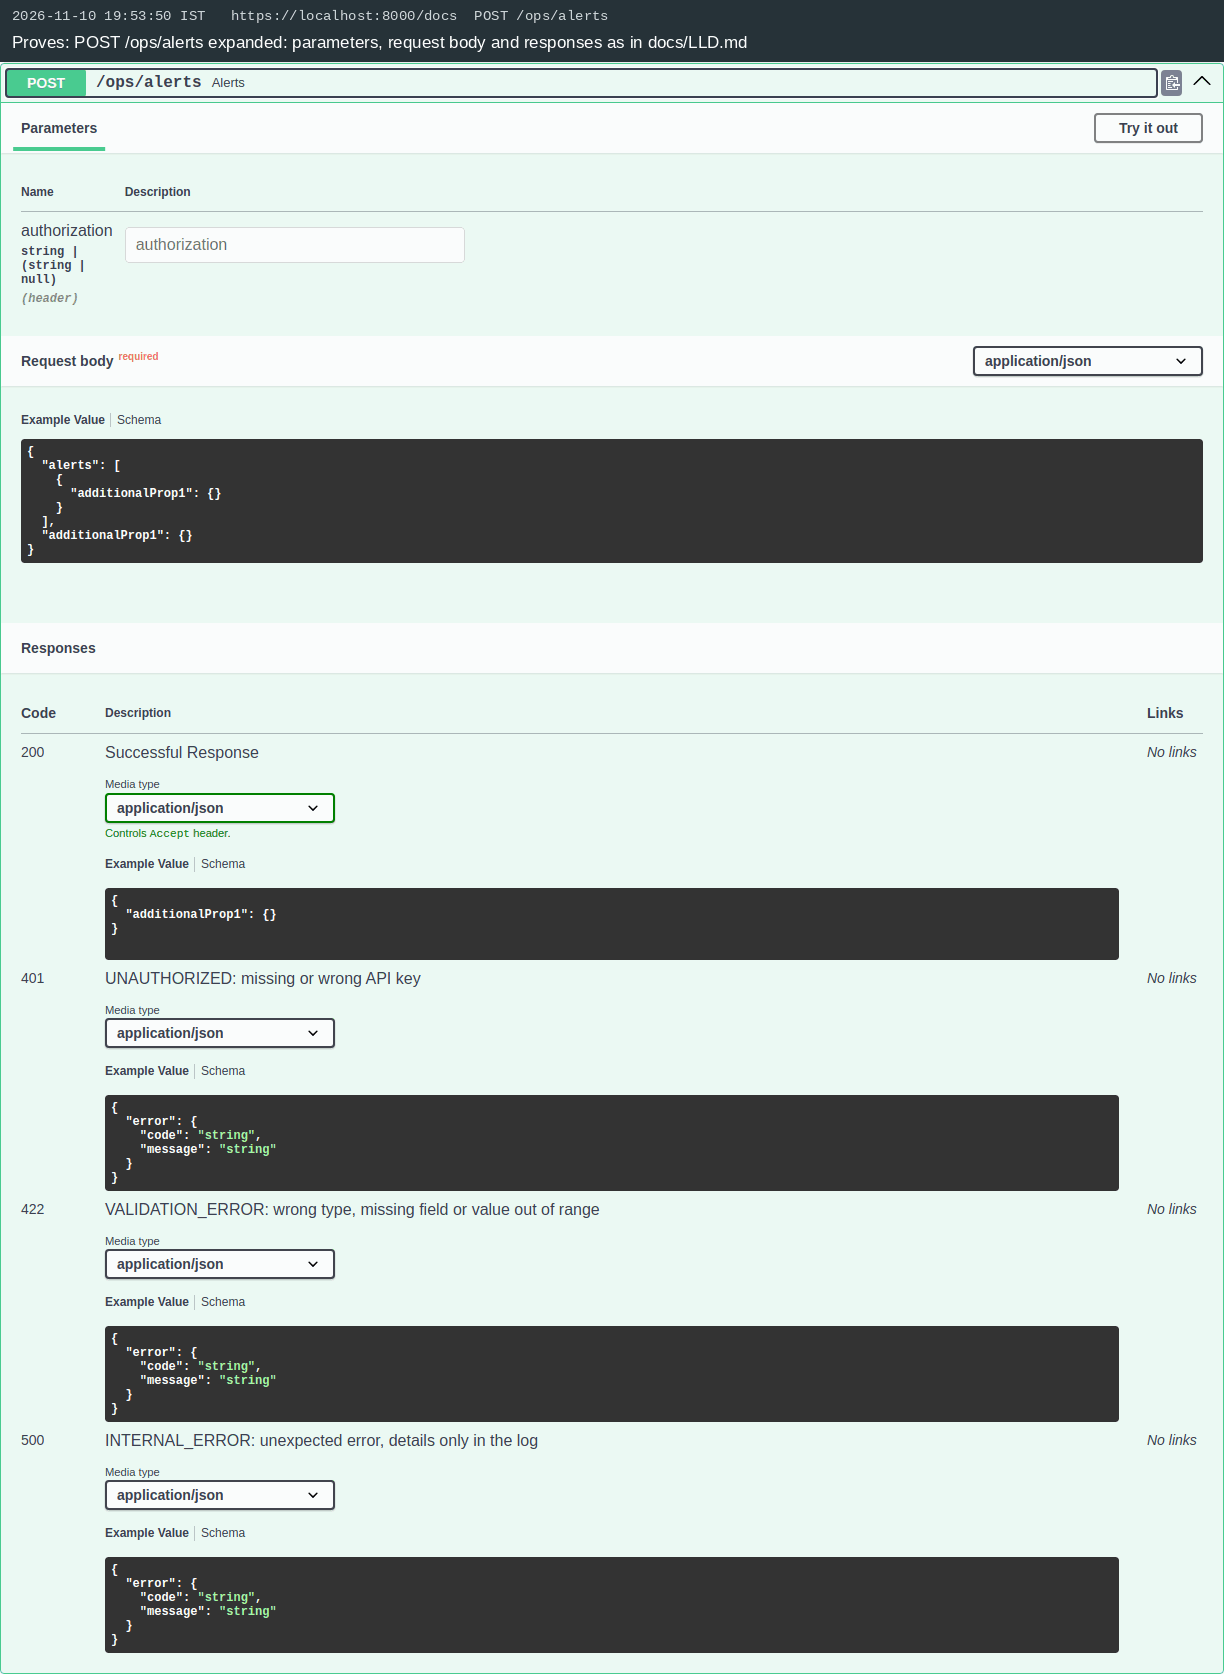 2026-11-10 19:53:50 IST   https://localhost:8000/docs  POST /ops/alerts
Proves: POST /ops/alerts expanded: parameters, request body and responses as in docs/LLD.md
POST /ops/alerts Alerts
Parameters
Try it out
Name Description
authorization
string |
(string |
null)
(header)
authorization
Request body required
application/json
Example Value Schema
{
  "alerts": [
    {
      "additionalProp1": {}
    }
  ],
  "additionalProp1": {}
}
Responses
Code Description Links
200 Successful Response No links
Media type
application/json
Controls Accept header.
Example Value Schema
{
  "additionalProp1": {}
}
401 UNAUTHORIZED: missing or wrong API key No links
Media type
application/json
Example Value Schema
{
  "error": {
    "code": "string",
    "message": "string"
  }
}
422 VALIDATION_ERROR: wrong type, missing field or value out of range No links
Media type
application/json
Example Value Schema
{
  "error": {
    "code": "string",
    "message": "string"
  }
}
500 INTERNAL_ERROR: unexpected error, details only in the log No links
Media type
application/json
Example Value Schema
{
  "error": {
    "code": "string",
    "message": "string"
  }
}